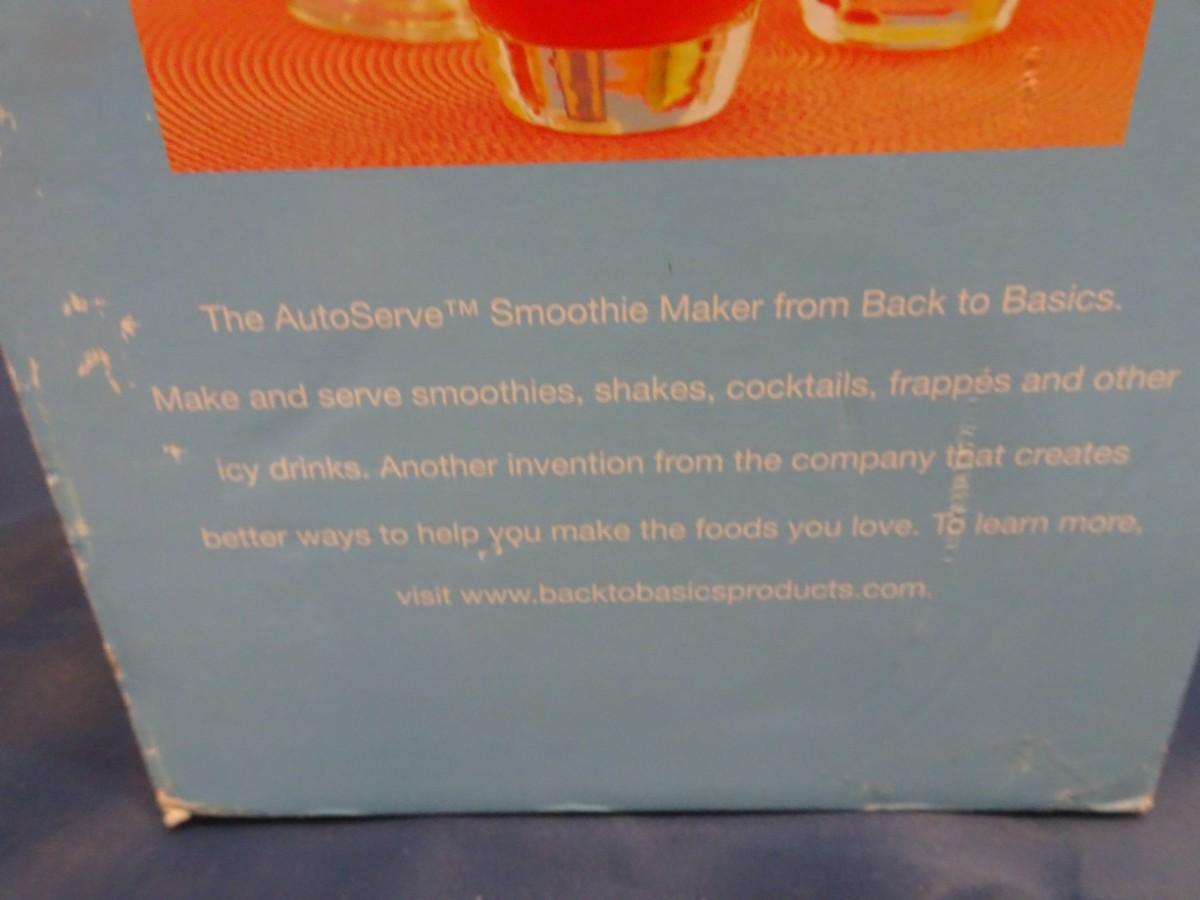 The AutoServe™ Smoothie Maker from Back to Basics.
Make and serve smoothies, shakes, cocktails, frappés and other
icy drinks. Another invention from the company that creates
better ways to help you make the foods you love. To learn more,
visit www.backtobasicsproducts.com.